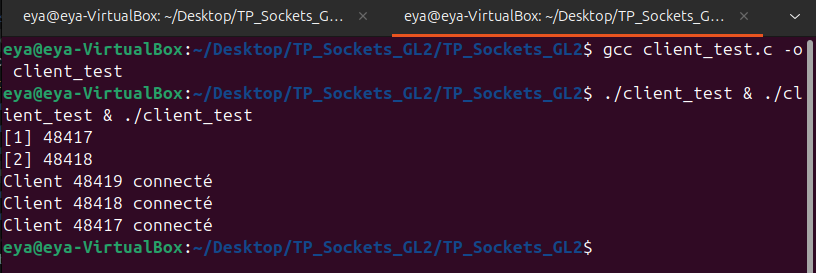 eya@eya-VirtualBox: ~/Desktop/TP_Sockets_G... × eya@eya-VirtualBox: ~/Desktop/TP_Sockets_G... ×
eya@eya-VirtualBox:~/Desktop/TP_Sockets_GL2/TP_Sockets_GL2$ gcc client_test.c -o
 client_test
eya@eya-VirtualBox:~/Desktop/TP_Sockets_GL2/TP_Sockets_GL2$ ./client_test & ./cl
ient_test & ./client_test
[1] 48417
[2] 48418
Client 48419 connecté
Client 48418 connecté
Client 48417 connecté
eya@eya-VirtualBox:~/Desktop/TP_Sockets_GL2/TP_Sockets_GL2$